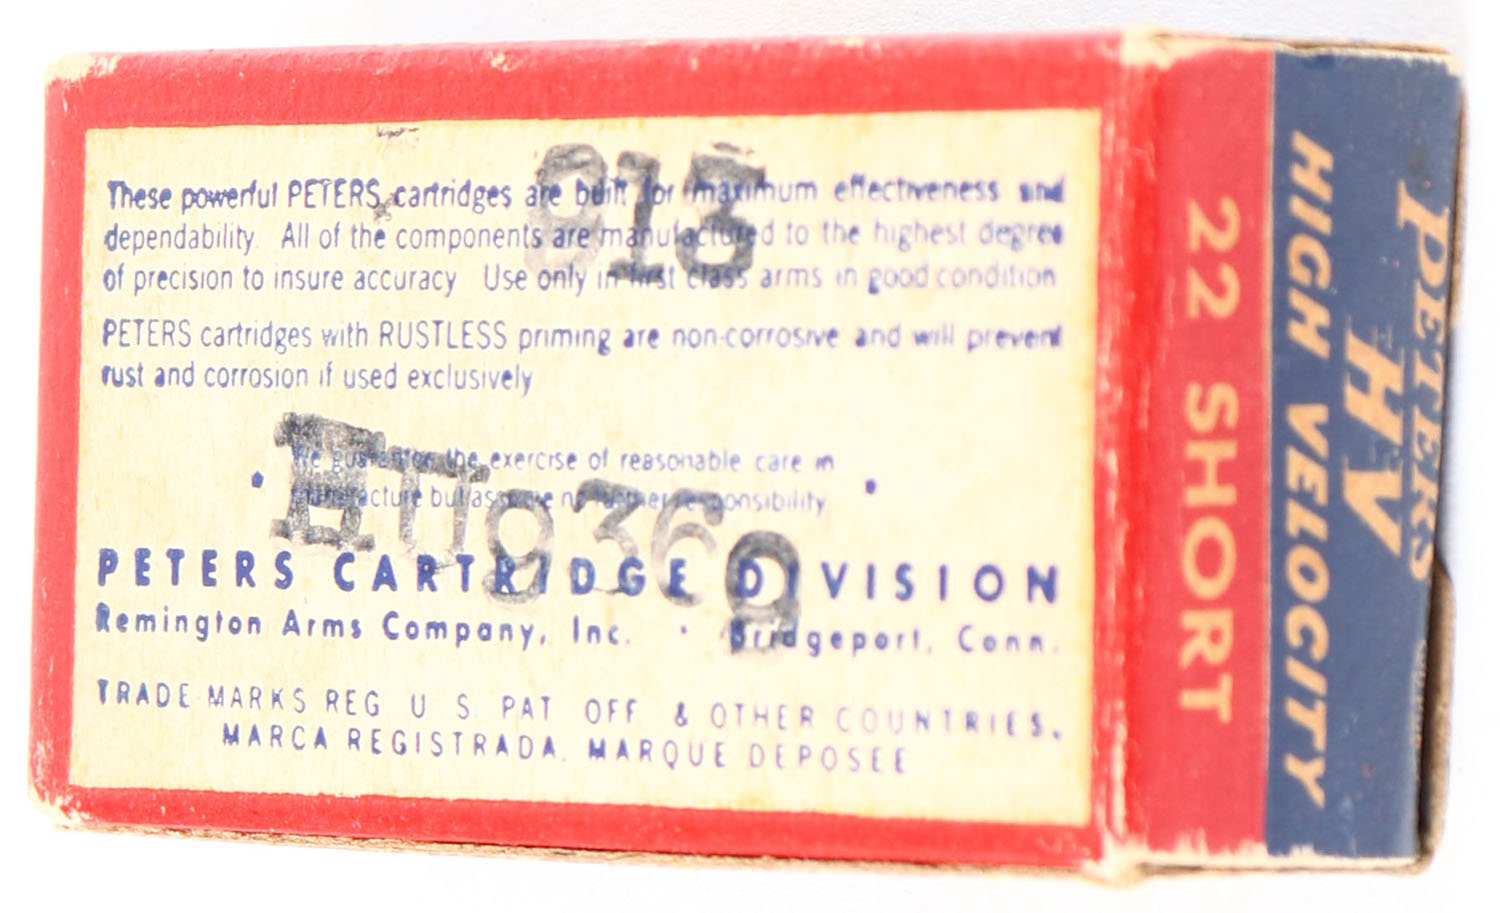 These powerful PETERS cartridges are built for maximum effectiveness and
dependability. All of the components are manufactured to the highest degree
of precision to insure accuracy Use only in first class arms in good condition
PETERS cartridges with RUSTLESS priming are non-corrosive and will prevent
rust and corrosion if used exclusively
We guarantee the exercise of reasonable care in
manufacture but assume no further responsibility
PETERS CARTRIDGE DIVISION
Remington Arms Company, Inc. · Bridgeport, Conn.
TRADE MARKS REG U S PAT OFF & OTHER COUNTRIES.
MARCA REGISTRADA. MARQUE DEPOSEE
913
22 SHORT
HIGH VELOCITY
HV
PETERS